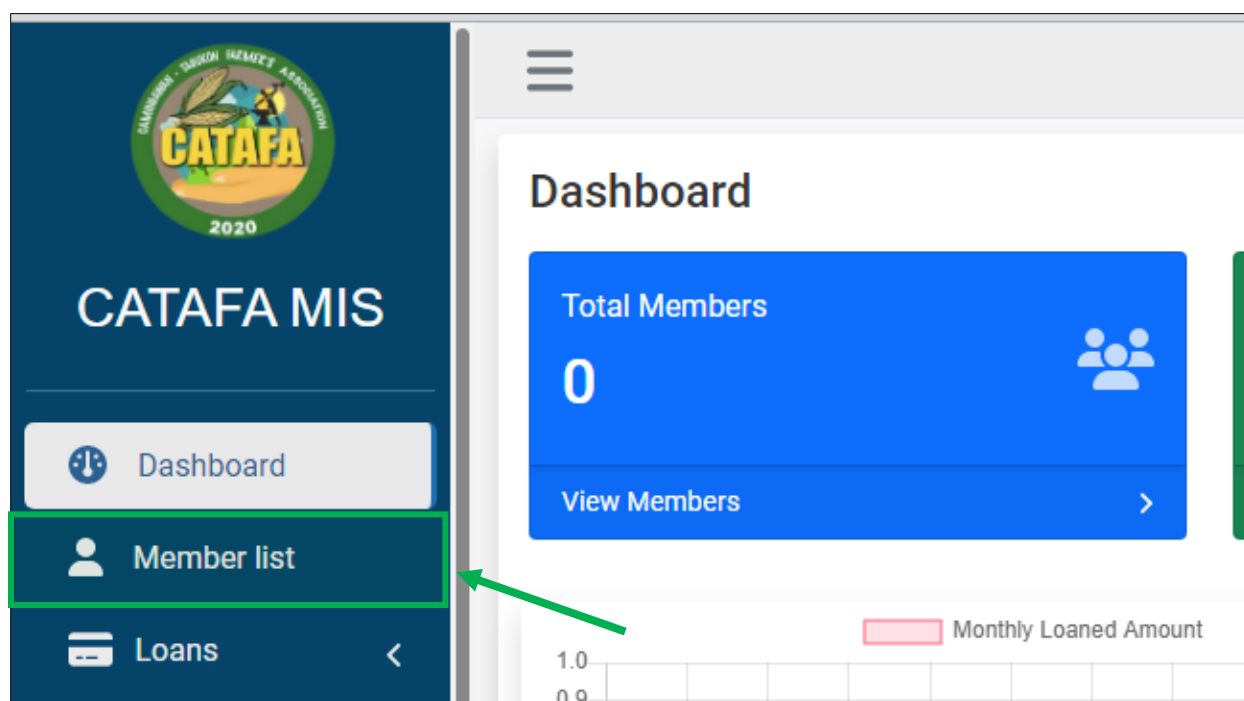 CATAFA
2020
CATAFA MIS
Dashboard
Member list
Loans
Dashboard
Total Members
0
View Members
Monthly Loaned Amount
1.0
0.9